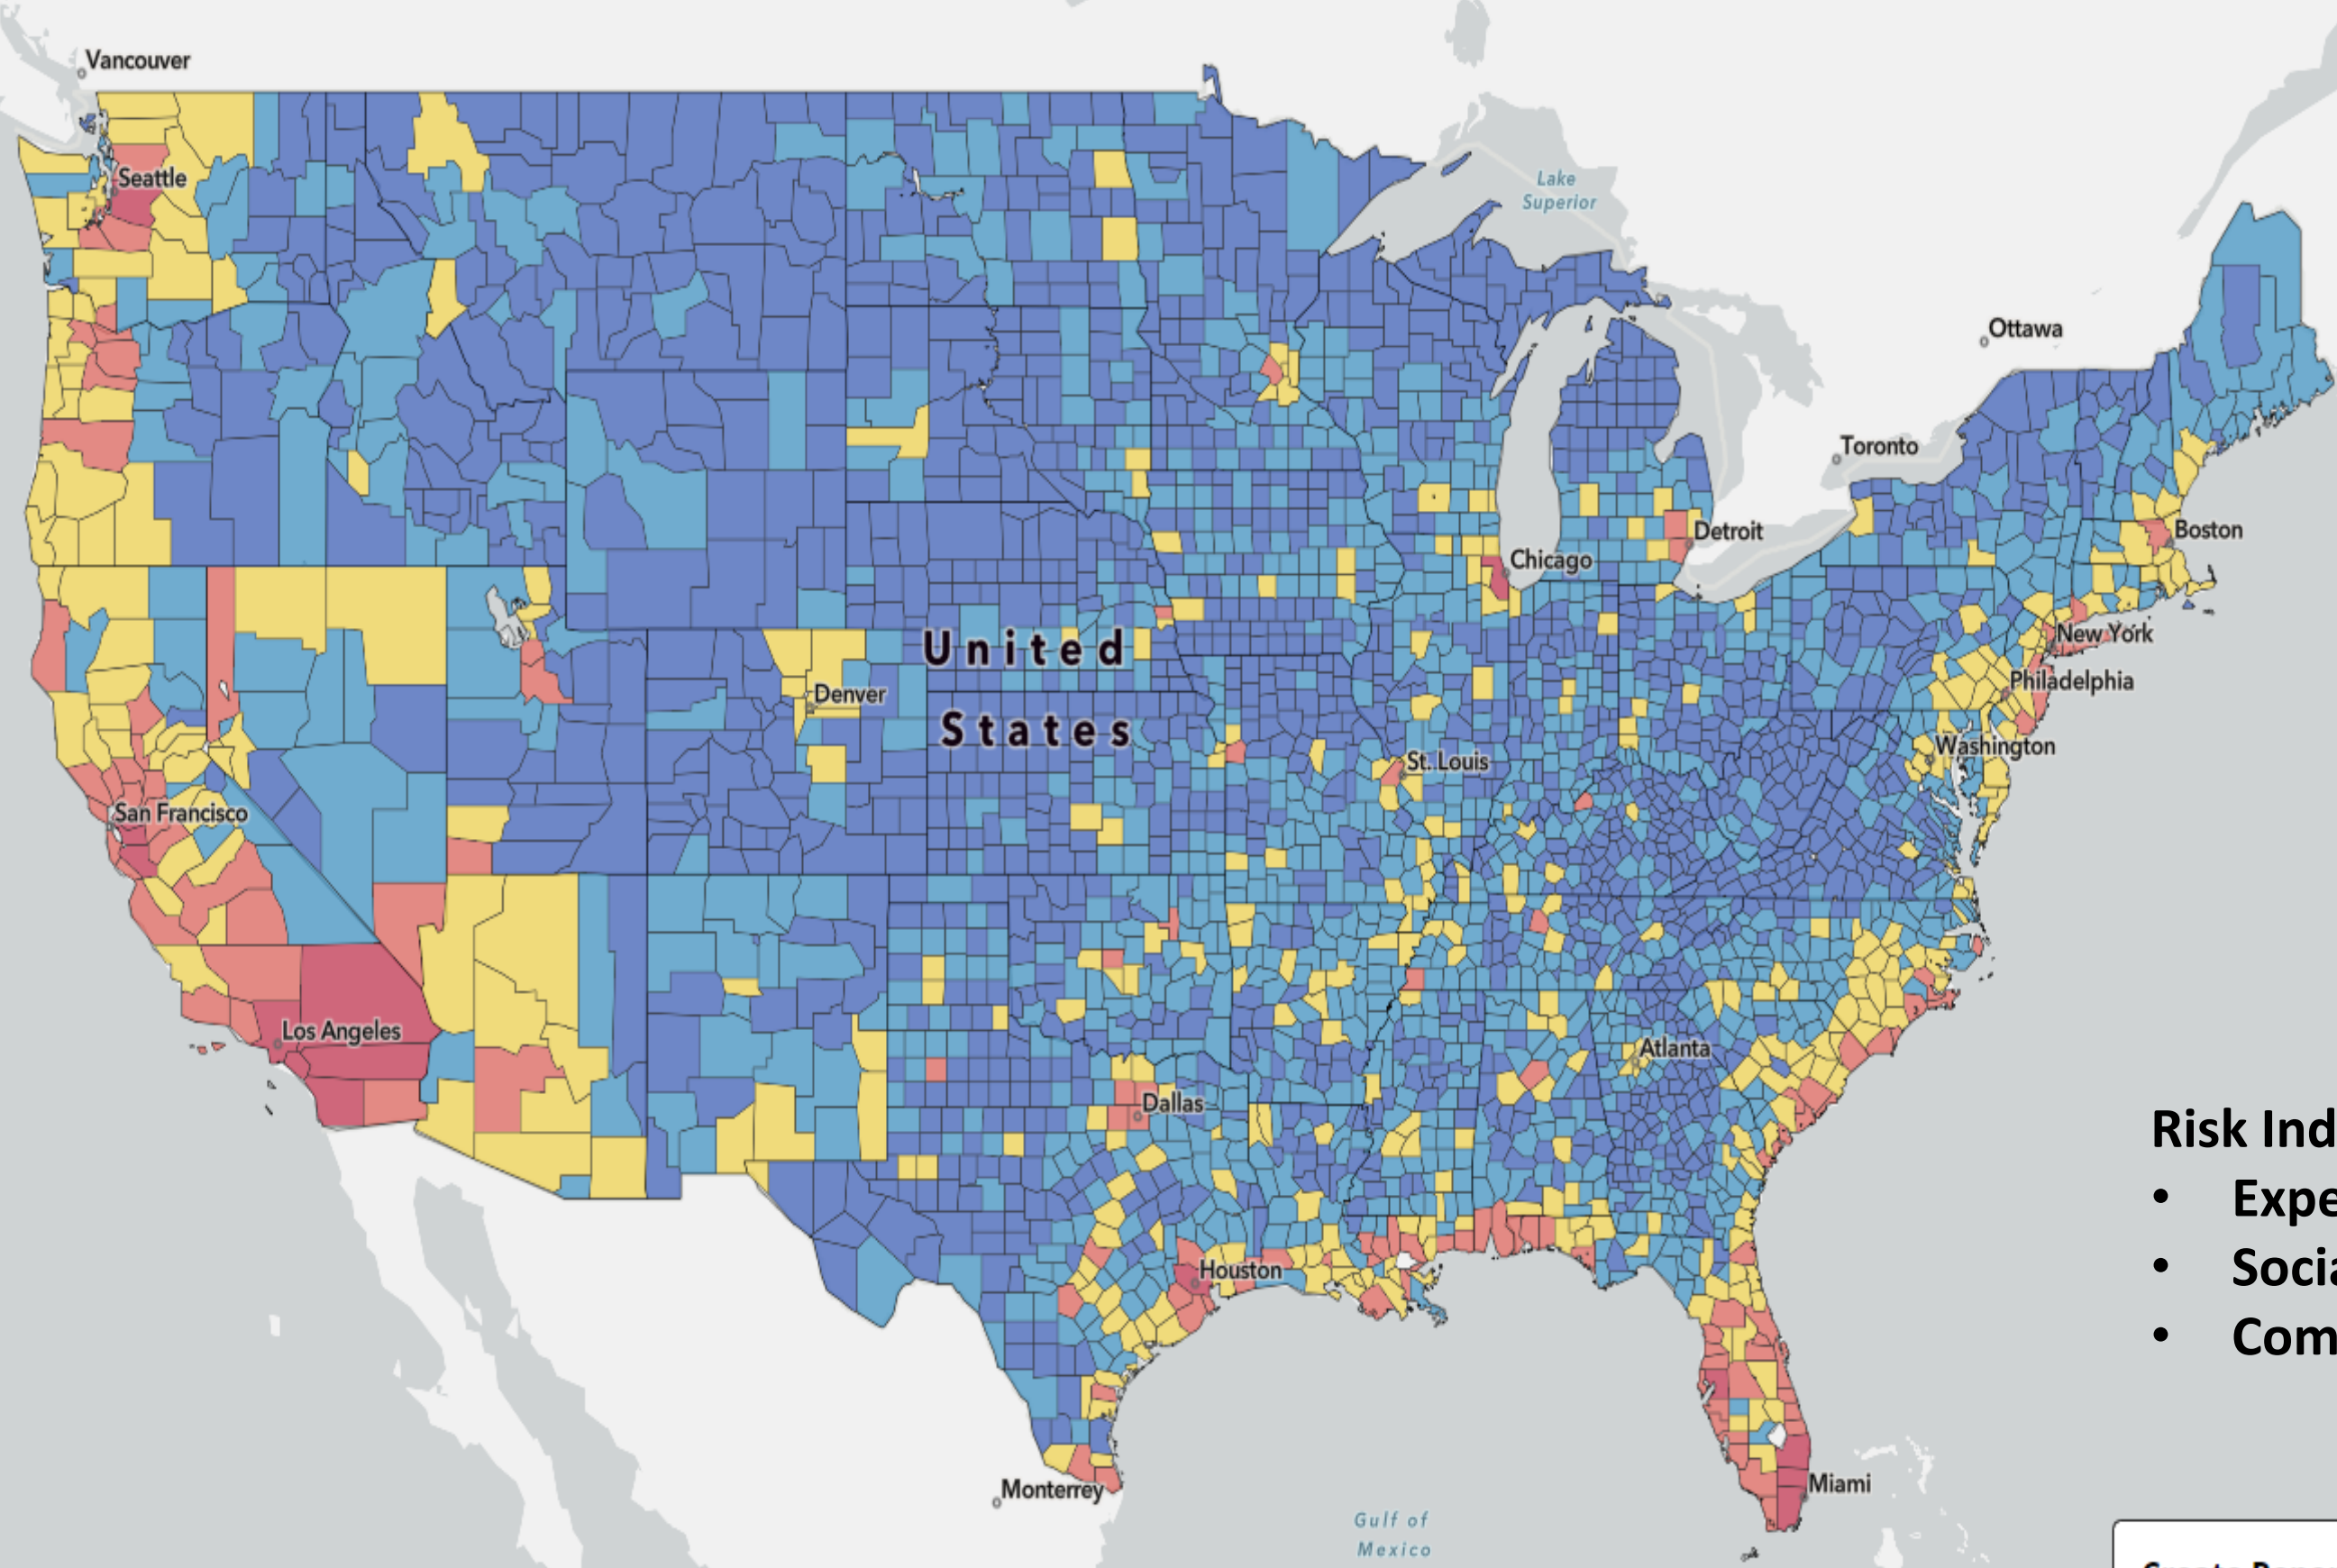 Vancouver
Seattle
Lake
Superior
Ottawa
Toronto
Boston
Detroit
Chicago
New York
United
Philadelphia
Denver
States
Washington
St. Louis
San Francisco
Los Angeles
Atlanta
Dallas
Risk Ind
• Expe
• Socia
Houston
• Com
Miami
Monterrey
Gulf of
Mexico